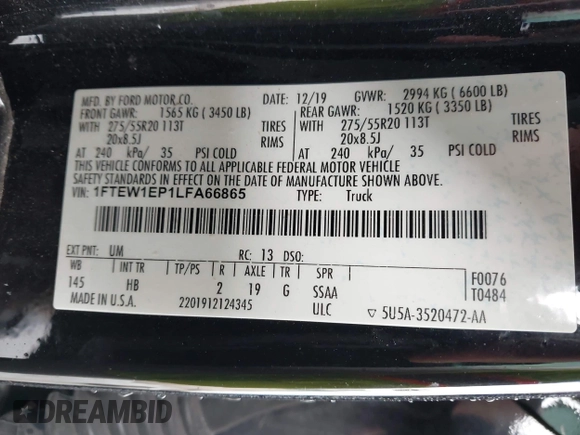 MFD. BY FORD MOTOR.CO. DATE: 12/19 GVWR: 2994 KG ( 6600 LB)
FRONT GAWR: 1565 KG ( 3450 LB) REAR GAWR: 1520 KG ( 3350 LB)
WITH 275/55R20 113T TIRES WITH 275/55R20 113T TIRES
20x8.5J RIMS 20x8.5J RIMS
AT 240 kPa/ 35 PSI COLD AT 240 kPa/ 35 PSI COLD
THIS VEHICLE CONFORMS TO ALL APPLICABLE FEDERAL MOTOR VEHICLE
SAFETY STANDARDS IN EFFECT ON THE DATE OF MANUFACTURE SHOWN ABOVE.
VIN: 1FTEW1EP1LFA66865 TYPE: Truck
EXT PNT: UM RC: 13 DSO:
WB INT TR TP/PS R AXLE TR SPR F0076
145 HB 2 19 G SSAA T0484
MADE IN U.S.A. 2201912124345 ULC ▽ 5U5A-3520472-AA
DREAMBID